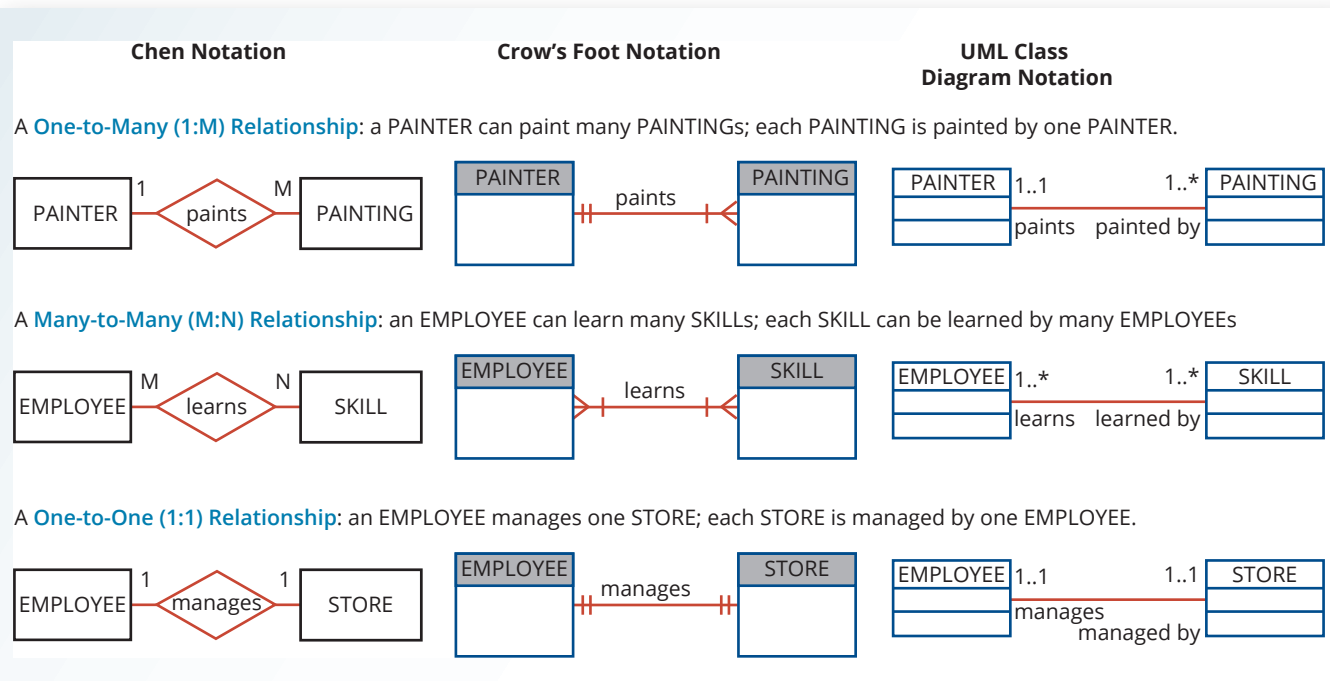 Chen Notation
Crow's Foot Notation
UML Class
Diagram Notation
A One-to-Many (1:M) Relationship: a PAINTER can paint many PAINTINGs; each PAINTING is painted by one PAINTER.
PAINTER 1 paints M PAINTING
PAINTER paints PAINTING
PAINTER 1..1 1..* PAINTING
paints painted by
A Many-to-Many (M:N) Relationship: an EMPLOYEE can learn many SKILLs; each SKILL can be learned by many EMPLOYEEs
EMPLOYEE M learns N SKILL
EMPLOYEE learns SKILL
EMPLOYEE 1..* 1..* SKILL
learns learned by
A One-to-One (1:1) Relationship: an EMPLOYEE manages one STORE; each STORE is managed by one EMPLOYEE.
EMPLOYEE 1 manages 1 STORE
EMPLOYEE manages STORE
EMPLOYEE 1..1 1..1 STORE
manages
managed by